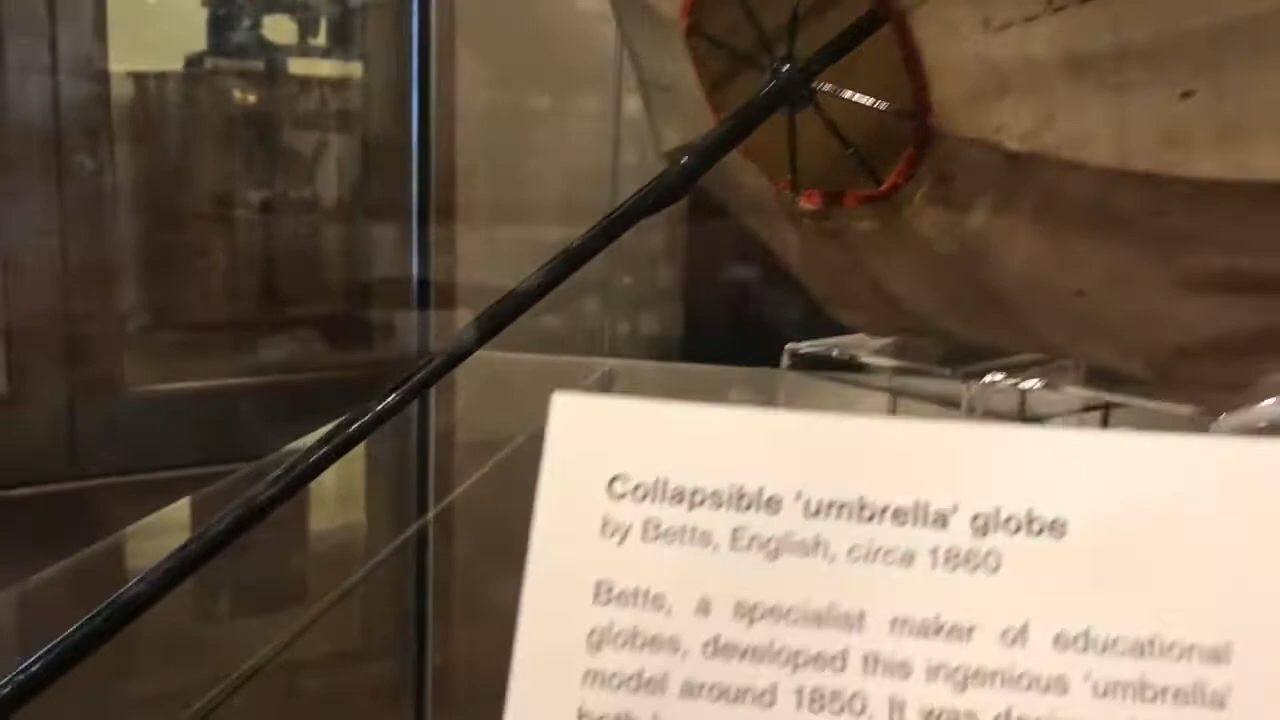 Collapsible 'umbrella' globe
by Betts, English, circa 1860
Betts, a specialist maker of educational
globes, developed this ingenious 'umbrella'
model around 1850. It was